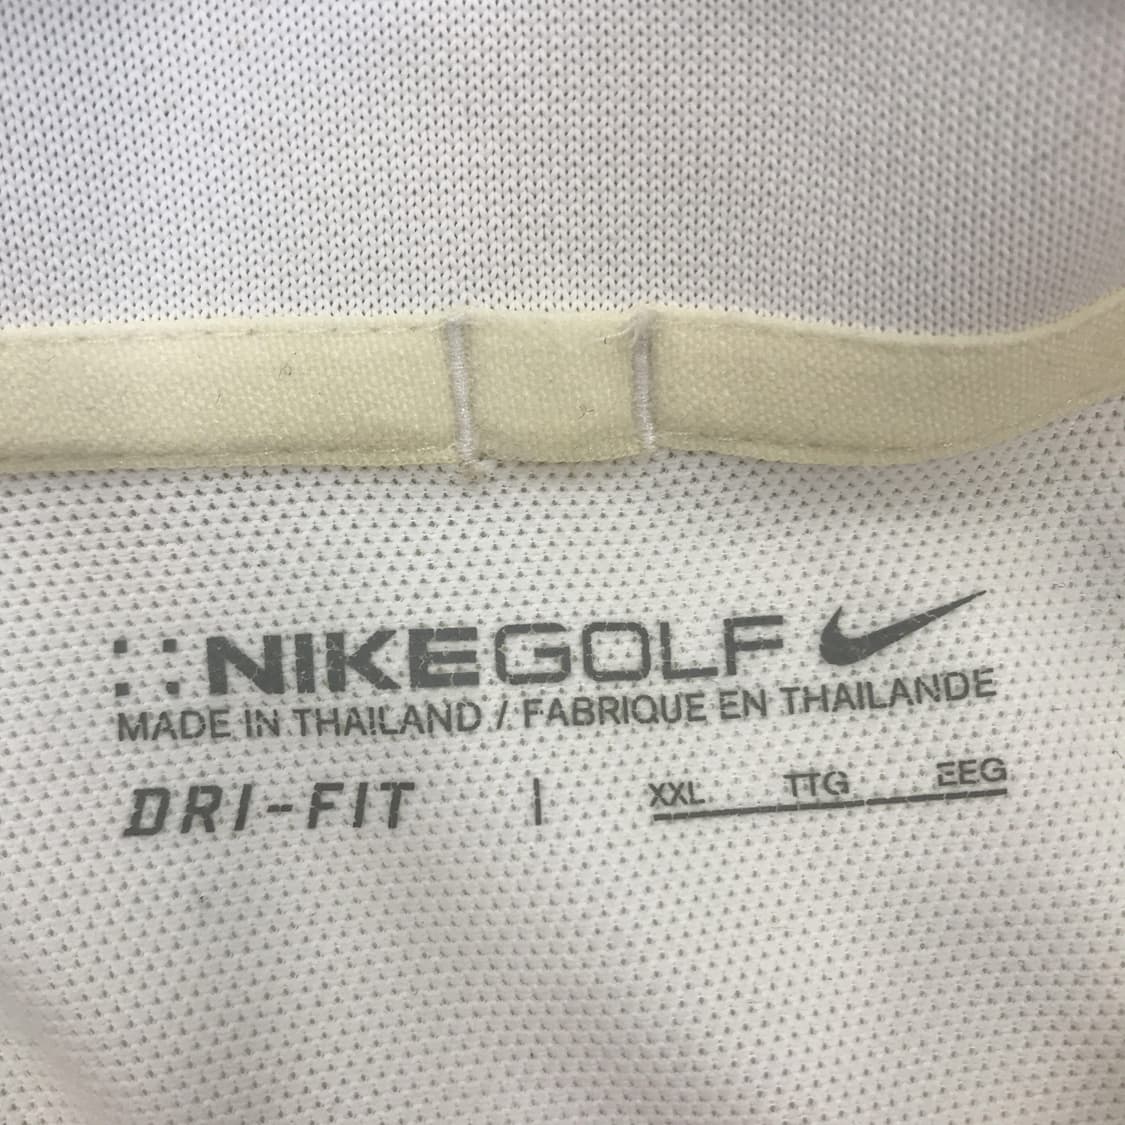 NIKEGOLF
MADE IN THAILAND / FABRIQUE EN THAILANDE
DRI-FIT | XXL TTG EEG